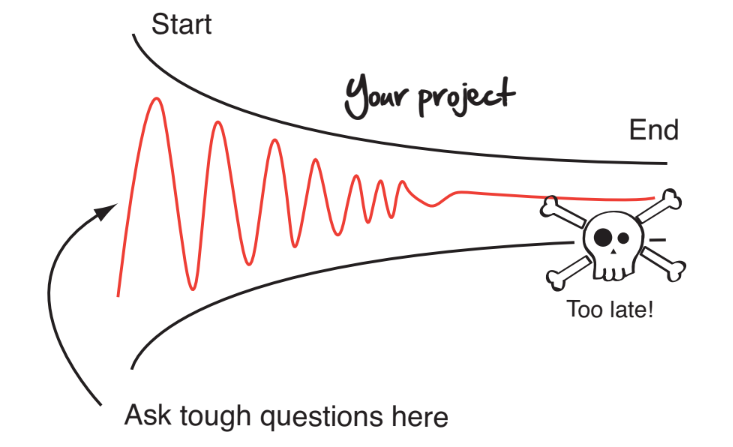 Start
Your project
End
Too late!
Ask tough questions here